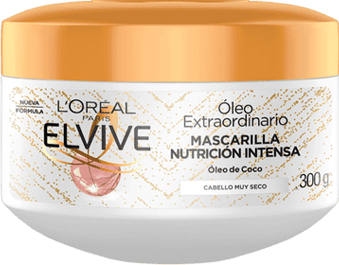 NUEVA
FÓRMULA
L'ORÉAL
PARIS
ELVIVE
Óleo
Extraordinario
MASCARILLA
NUTRICIÓN INTENSA
Óleo de Coco
CABELLO MUY SECO
300g